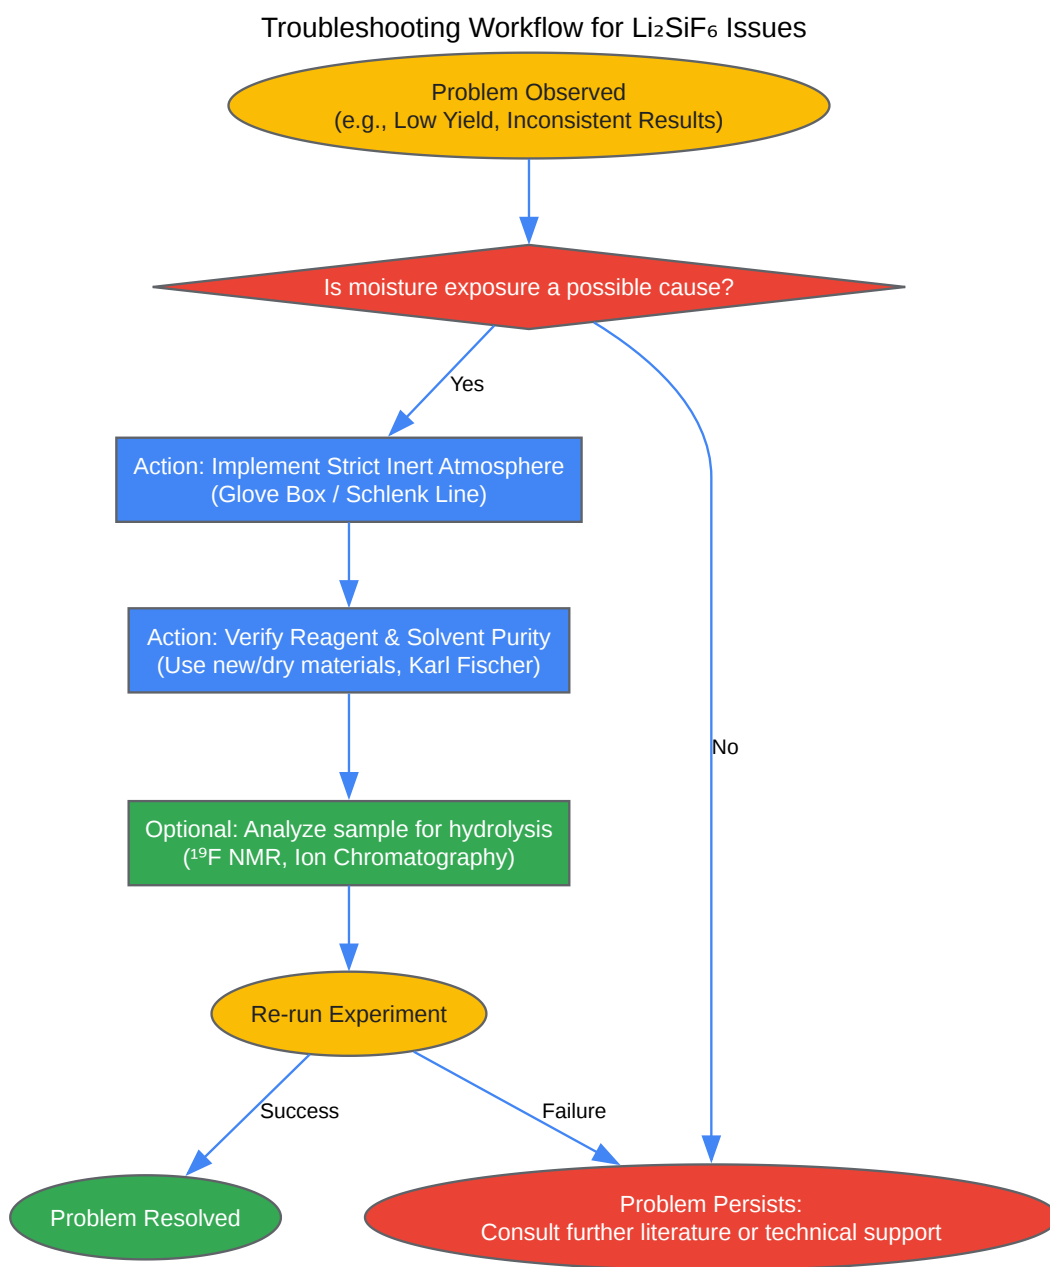 Troubleshooting Workflow for Li₂SiF₆ Issues
Problem Observed
(e.g., Low Yield, Inconsistent Results)
Is moisture exposure a possible cause?
Yes
Action: Implement Strict Inert Atmosphere
(Glove Box / Schlenk Line)
Action: Verify Reagent & Solvent Purity
(Use new/dry materials, Karl Fischer)
No
Optional: Analyze sample for hydrolysis
(¹⁹F NMR, Ion Chromatography)
Re-run Experiment
Success
Failure
Problem Resolved
Problem Persists:
Consult further literature or technical support